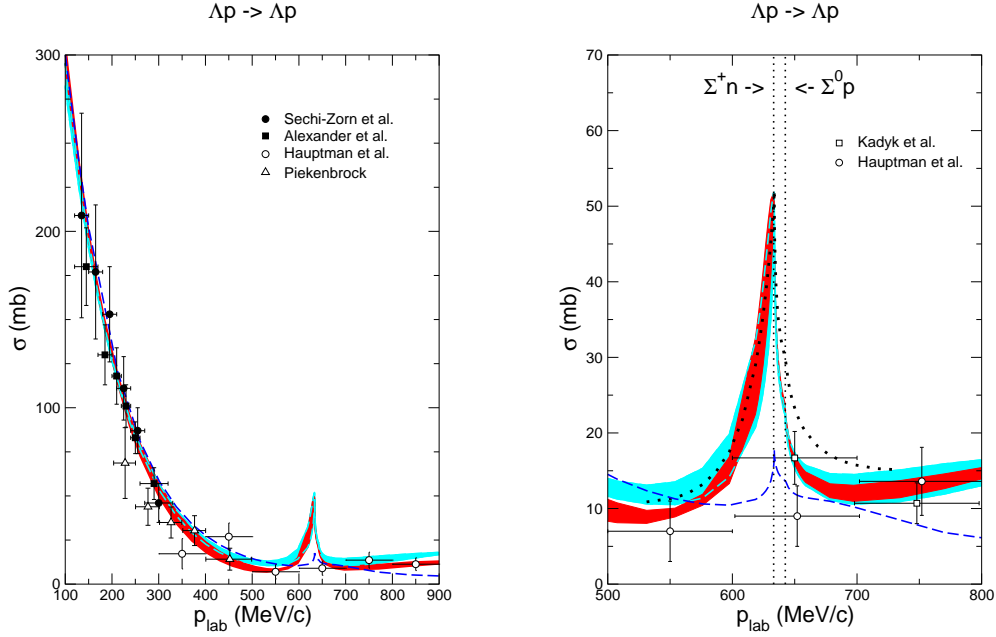 Λp -> Λp
300
200
100
0
σ (mb)
Sechi-Zorn et al.
Alexander et al.
Hauptman et al.
Piekenbrock
100 200 300 400 500 600 700 800 900
p_lab (MeV/c)
Λp -> Λp
70
60
50
40
30
20
10
0
σ (mb)
Σ⁺n -> <- Σ⁰p
Kadyk et al.
Hauptman et al.
500 600 700 800
p_lab (MeV/c)